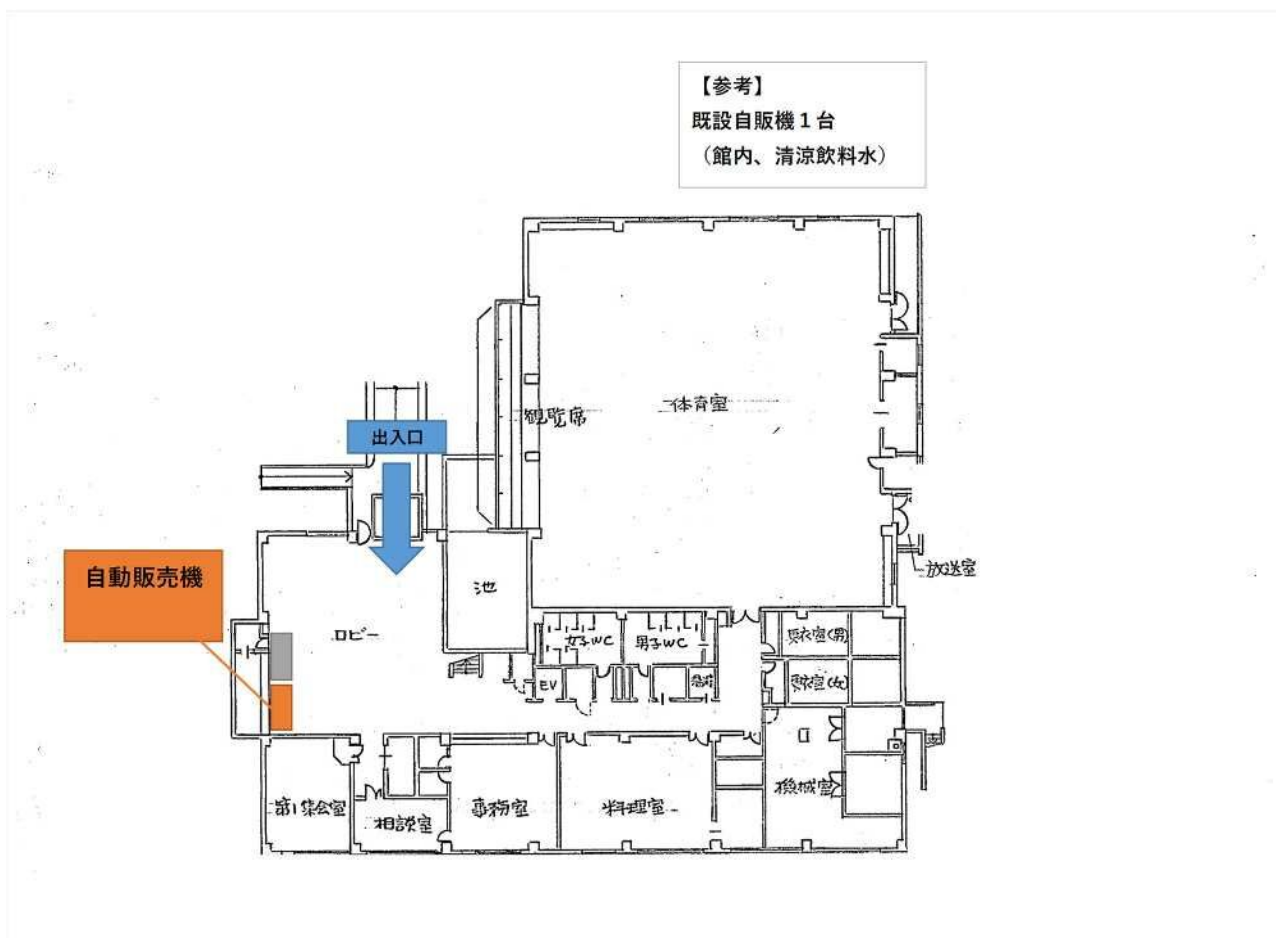 【参考】
既設自販機１台
（館内、清涼飲料水）
観覧席
体育室
出入口
自動販売機
池
放送室
ロビー
女子WC
男子WC
更衣室(男)
EV
更衣室(女)
機械室
第1集会室
相談室
事務室
料理室